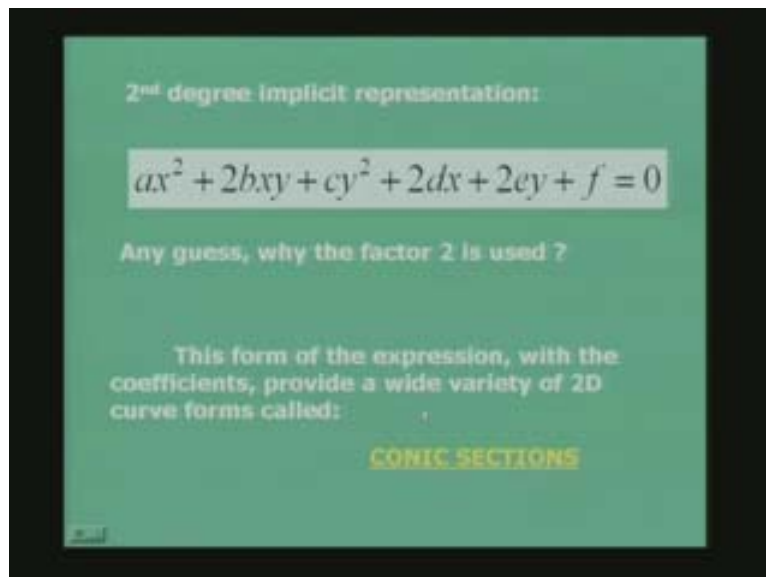 2nd degree implicit representation:
ax² + 2bxy + cy² + 2dx + 2ey + f = 0
Any guess, why the factor 2 is used ?
This form of the expression, with the
coefficients, provide a wide variety of 2D
curve forms called:
CONIC SECTIONS